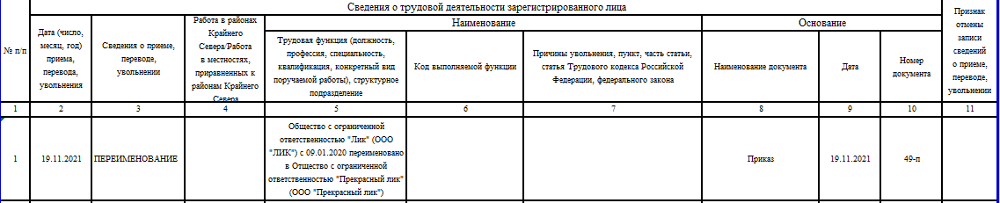 Сведения о трудовой деятельности зарегистрированного лица
№ п/п
Дата (число,
месяц, год)
приема,
перевода,
увольнения
Сведения о приеме,
переводе,
увольнении
Работа в районах
Крайнего
Севера/Работа
в местностях,
приравненных к
районам Крайнего
Севера
Наименование
Трудовая функция (должность,
профессия, специальность,
квалификация, конкретный вид
поручаемой работы), структурное
подразделение
Код выполняемой функции
Причины увольнения, пункт, часть статьи,
статья Трудового кодекса Российской
Федерации, федерального закона
Основание
Наименование документа
Дата
Номер
документа
Признак
отмены
записи
сведений
о приеме,
переводе,
увольнении
1 2 3 4 5 6 7 8 9 10 11
1
19.11.2021
ПЕРЕИМЕНОВАНИЕ
Общество с ограниченной
ответственностью "Лик" (ООО
"ЛИК") с 09.01.2020 переименовано
в Отщество с ограниченной
ответственностью "Прекрасный лик"
(ООО "Прекрасный лик")
Приказ
19.11.2021
49-п